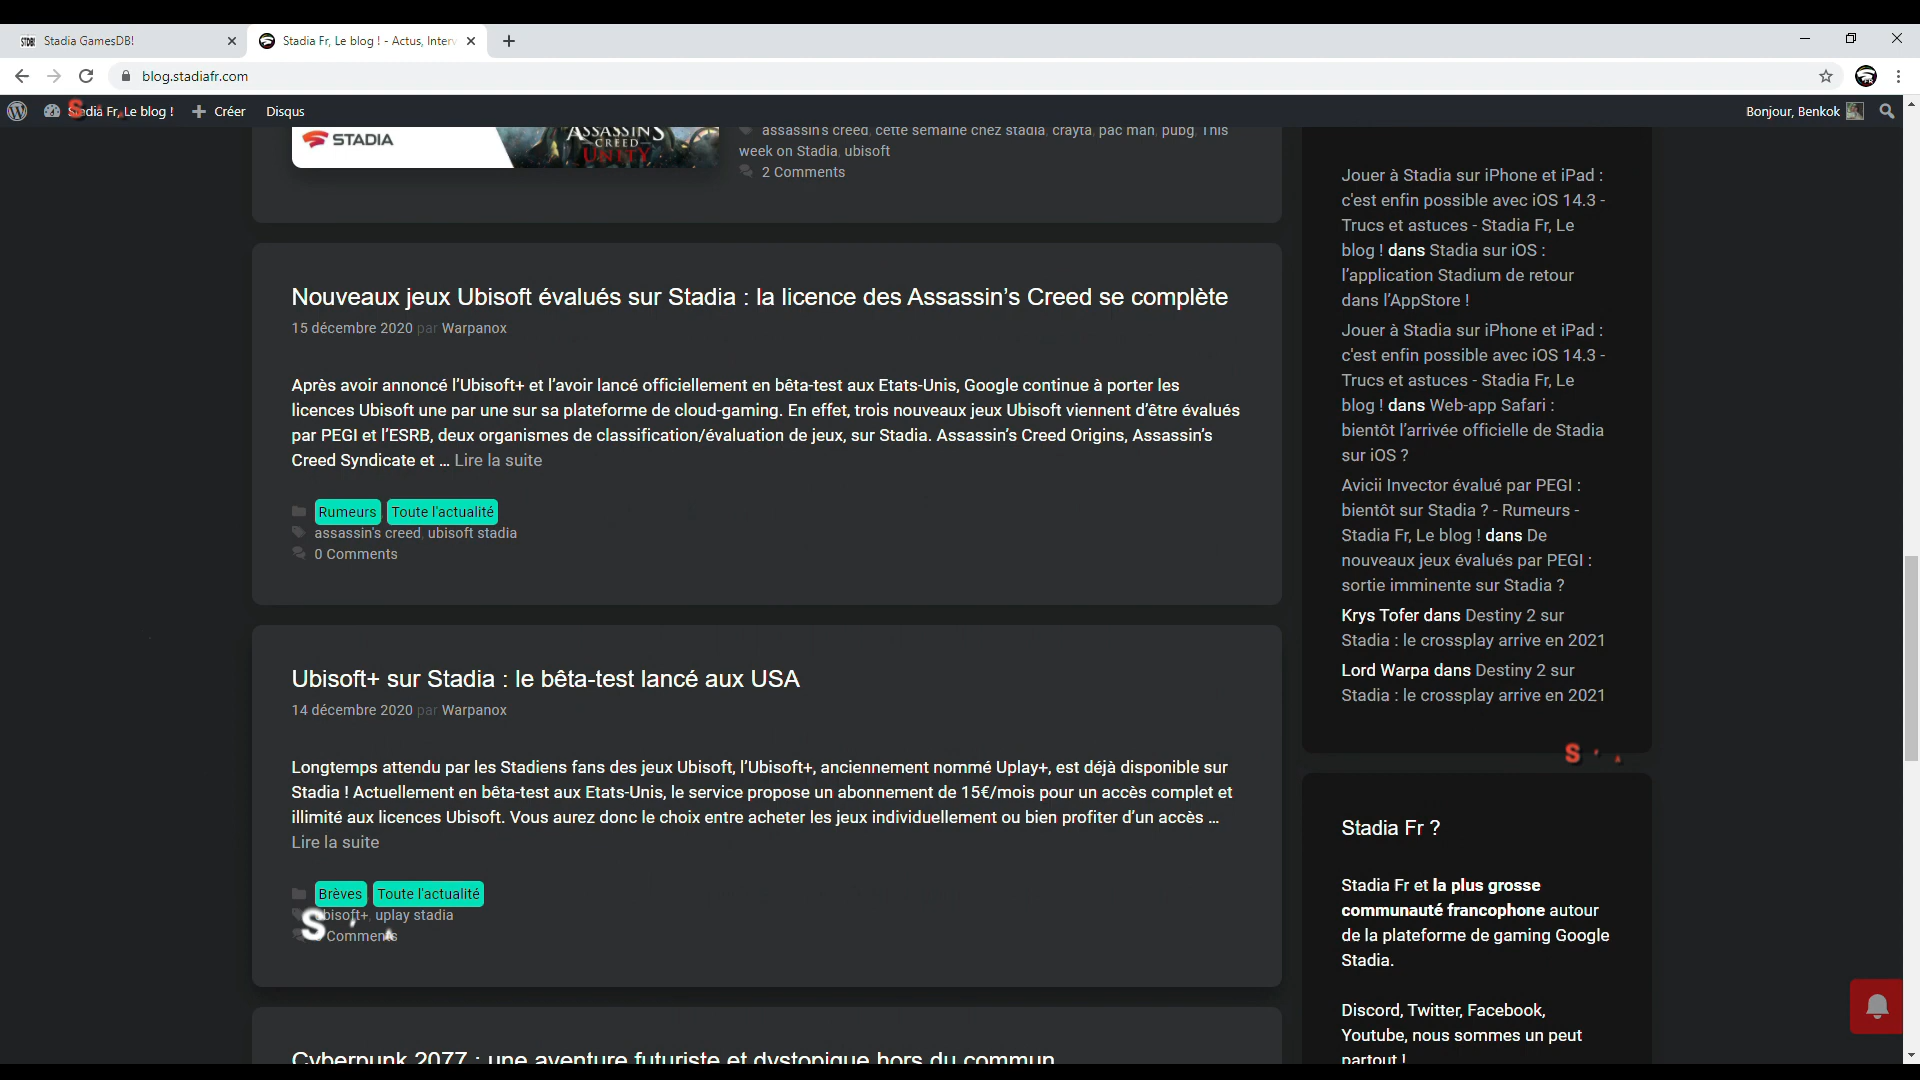 Stadia GamesDB!
Stadia Fr, Le blog ! - Actus, Interv
blog.stadiafr.com
Fr, Le blog !
Créer
Disqus
Bonjour, Benkok
STADIA
ASSASSIN'S
CREED
UNITY
assassin's creed, cette semaine chez stadia, crayta, pac man, pubg, This
week on Stadia, ubisoft
2 Comments
Nouveaux jeux Ubisoft évalués sur Stadia : la licence des Assassin’s Creed se complète
15 décembre 2020 par Warpanox
Après avoir annoncé l’Ubisoft+ et l’avoir lancé officiellement en bêta-test aux Etats-Unis, Google continue à porter les
licences Ubisoft une par une sur sa plateforme de cloud-gaming. En effet, trois nouveaux jeux Ubisoft viennent d’être évalués
par PEGI et l’ESRB, deux organismes de classification/évaluation de jeux, sur Stadia. Assassin’s Creed Origins, Assassin’s
Creed Syndicate et … Lire la suite
Rumeurs Toute l'actualité
assassin's creed, ubisoft stadia
0 Comments
Ubisoft+ sur Stadia : le bêta-test lancé aux USA
14 décembre 2020 par Warpanox
Longtemps attendu par les Stadiens fans des jeux Ubisoft, l’Ubisoft+, anciennement nommé Uplay+, est déjà disponible sur
Stadia ! Actuellement en bêta-test aux Etats-Unis, le service propose un abonnement de 15€/mois pour un accès complet et
illimité aux licences Ubisoft. Vous aurez donc le choix entre acheter les jeux individuellement ou bien profiter d’un accès …
Lire la suite
Brèves Toute l'actualité
uplay stadia
Comments
Cyberpunk 2077 : une aventure futuriste et dystopique hors du commun
Jouer à Stadia sur iPhone et iPad :
c'est enfin possible avec iOS 14.3 -
Trucs et astuces - Stadia Fr, Le
blog ! dans Stadia sur iOS :
l’application Stadium de retour
dans l’AppStore !
Jouer à Stadia sur iPhone et iPad :
c'est enfin possible avec iOS 14.3 -
Trucs et astuces - Stadia Fr, Le
blog ! dans Web-app Safari :
bientôt l’arrivée officielle de Stadia
sur iOS ?
Avicii Invector évalué par PEGI :
bientôt sur Stadia ? - Rumeurs -
Stadia Fr, Le blog ! dans De
nouveaux jeux évalués par PEGI :
sortie imminente sur Stadia ?
Krys Tofer dans Destiny 2 sur
Stadia : le crossplay arrive en 2021
Lord Warpa dans Destiny 2 sur
Stadia : le crossplay arrive en 2021
Stadia Fr ?
Stadia Fr et la plus grosse
communauté francophone autour
de la plateforme de gaming Google
Stadia.
Discord, Twitter, Facebook,
Youtube, nous sommes un peut
partout !